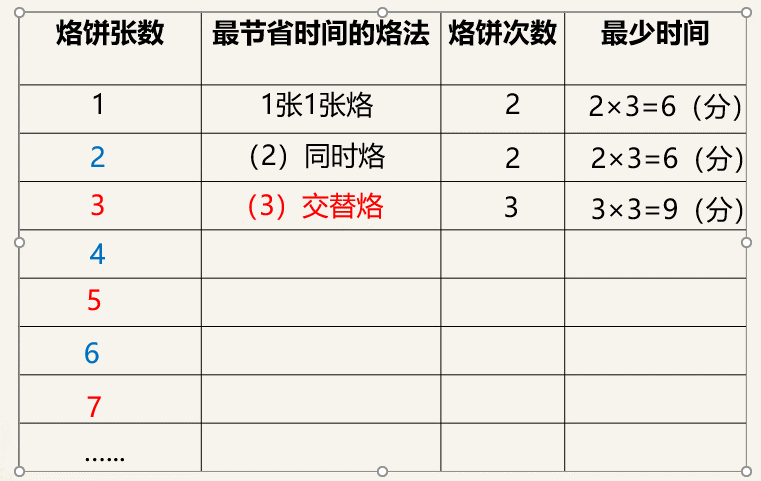 烙饼张数 最节省时间的烙法 烙饼次数 最少时间
1 1张1张烙 2 2×3=6（分）
2 （2）同时烙 2 2×3=6（分）
3 （3）交替烙 3 3×3=9（分）
4
5
6
7
……